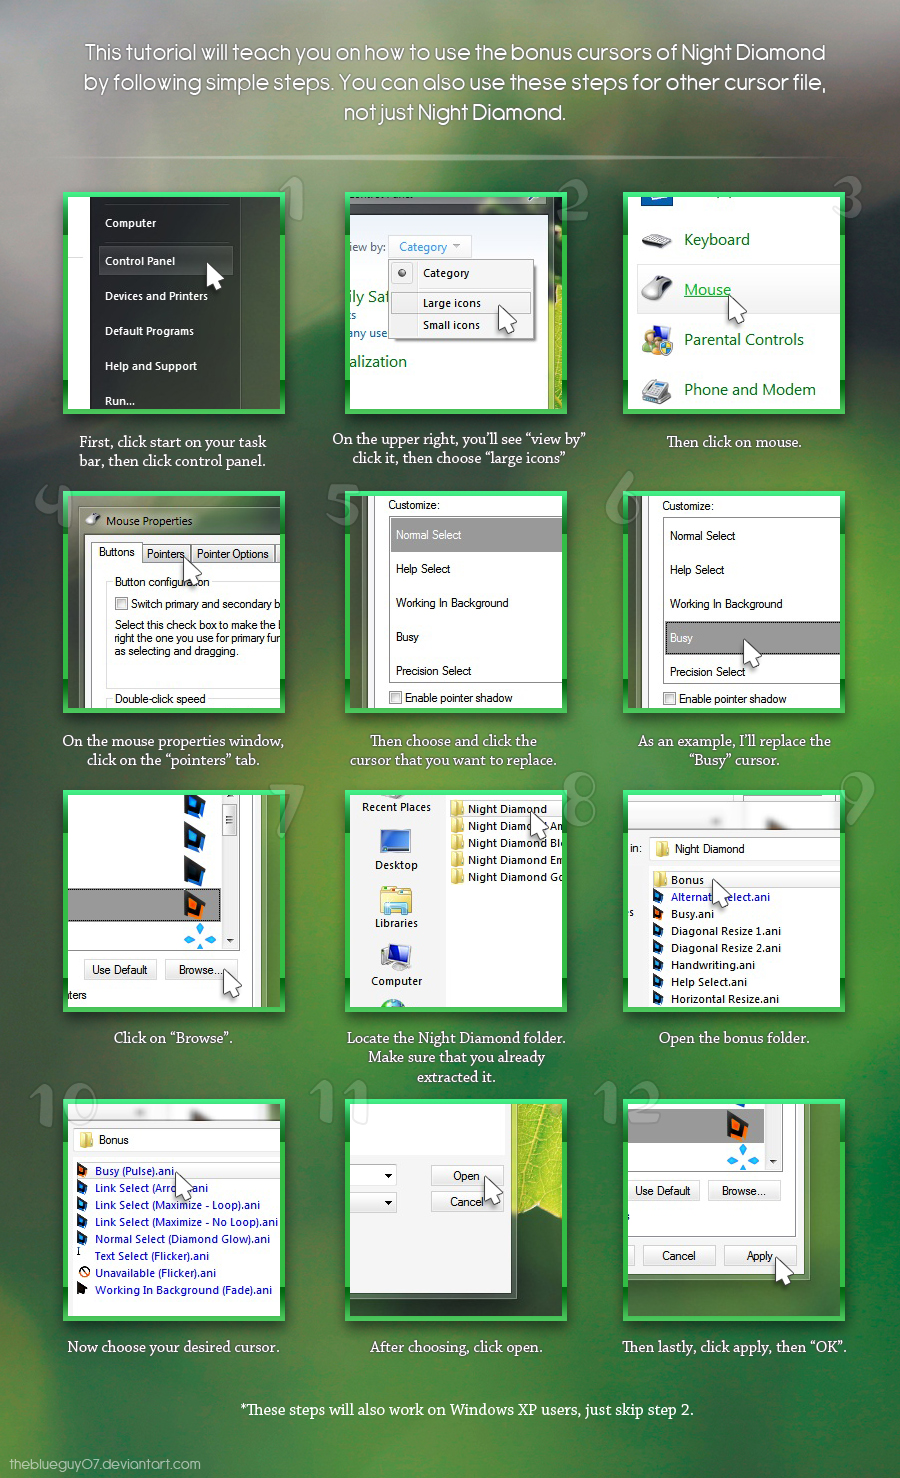 This tutorial will teach you on how to use the bonus cursors of Night Diamond
by following simple steps. You can also use these steps for other cursor file,
not just Night Diamond.
1
Computer
Control Panel
Devices and Printers
Default Programs
Help and Support
Run...
First, click start on your task
bar, then click control panel.
2
iew by: Category
Category
Large icons
Small icons
ily Saf
ts
any use
alization
On the upper right, you'll see "view by"
click it, then choose "large icons"
3
Keyboard
Mouse
Parental Controls
Phone and Modem
Then click on mouse.
4
Mouse Properties
Buttons Pointers Pointer Options
Button configuration
Switch primary and secondary b
Select this check box to make the
right the one you use for primary fur
as selecting and dragging.
Double-click speed
On the mouse properties window,
click on the "pointers" tab.
5
Customize:
Normal Select
Help Select
Working In Background
Busy
Precision Select
Enable pointer shadow
Then choose and click the
cursor that you want to replace.
6
Customize:
Normal Select
Help Select
Working In Background
Busy
Precision Select
Enable pointer shadow
As an example, I'll replace the
"Busy" cursor.
7
Use Default Browse...
ters
Click on "Browse".
8
Recent Places
Desktop
Libraries
Computer
Night Diamond
Night Diamo Ar
Night Diamond Bl
Night Diamond Em
Night Diamond Go
Locate the Night Diamond folder.
Make sure that you already
extracted it.
9
in: Night Diamond
Bonus
Alternat elect.ani
Busy.ani
Diagonal Resize 1.ani
Diagonal Resize 2.ani
Handwriting.ani
Help Select.ani
Horizontal Resize.ani
es
Open the bonus folder.
10
Bonus
Busy (Pulse).ani
Link Select (Arro .ani
Link Select (Maximize - Loop).ani
Link Select (Maximize - No Loop).ani
Normal Select (Diamond Glow).ani
Text Select (Flicker).ani
Unavailable (Flicker).ani
Working In Background (Fade).ani
Now choose your desired cursor.
11
Open
Cancel
After choosing, click open.
12
Use Default Browse...
s
Cancel Apply
Then lastly, click apply, then "OK".
*These steps will also work on Windows XP users, just skip step 2.
theblueguy07.deviantart.com